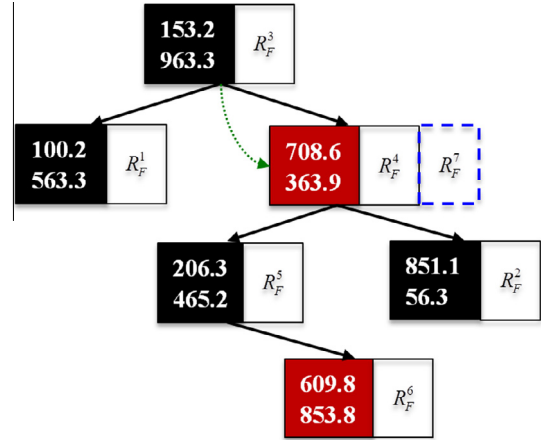 153.2
963.3
R_F^3
100.2
563.3
R_F^1
708.6
363.9
R_F^4
R_F^7
206.3
465.2
R_F^5
851.1
56.3
R_F^2
609.8
853.8
R_F^6